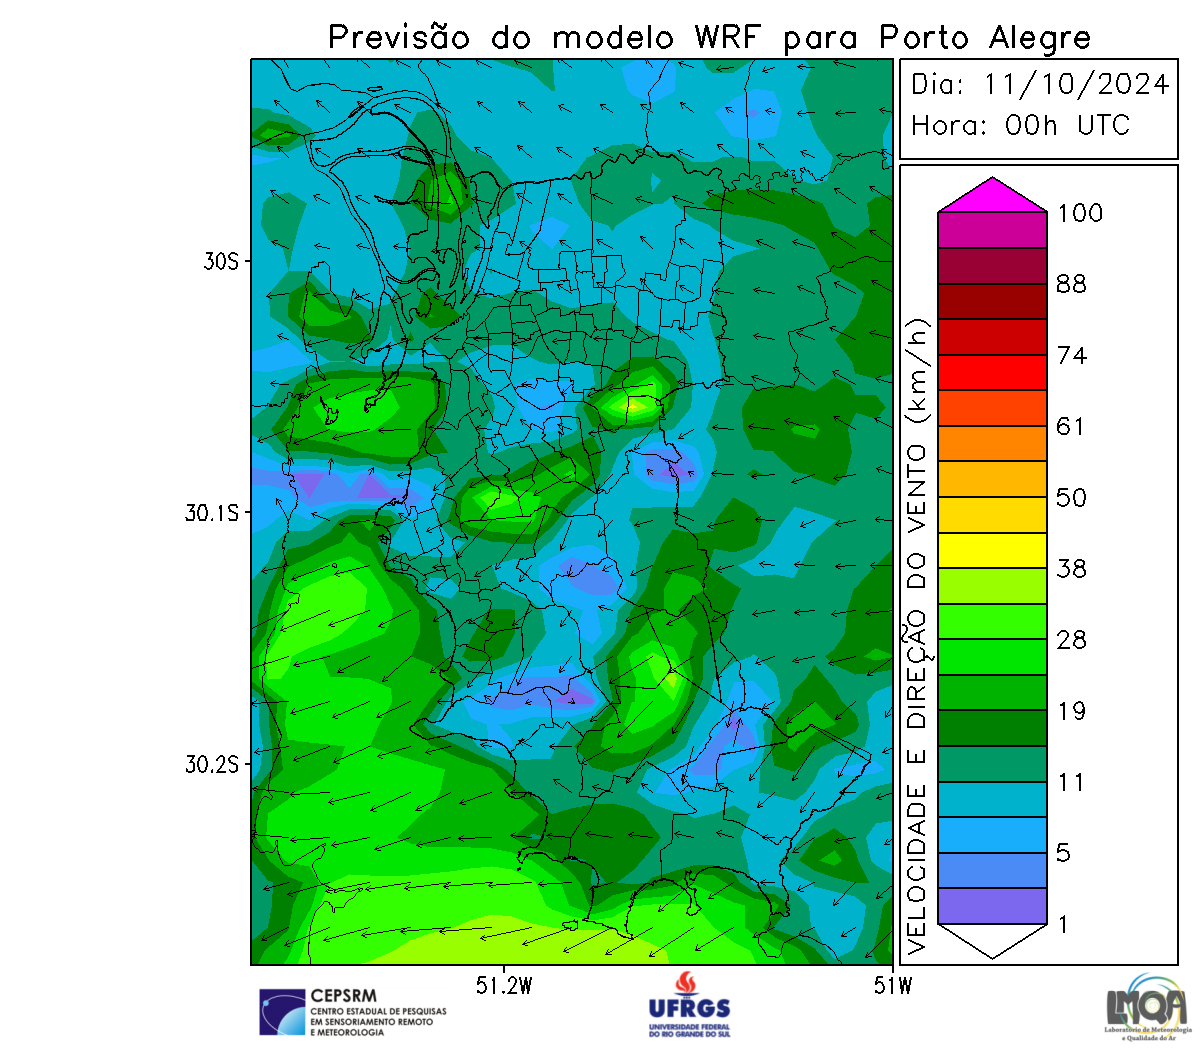 Previsão do modelo WRF para Porto Alegre
Dia: 11/10/2024
Hora: 00h UTC
30S
30.1S
30.2S
51.2W
51W
VELOCIDADE E DIREÇÃO DO VENTO (km/h)
100
88
74
61
50
38
28
19
11
5
1
CEPSRM
CENTRO ESTADUAL DE PESQUISAS
EM SENSORIAMENTO REMOTO
E METEOROLOGIA
UFRGS
UNIVERSIDADE FEDERAL
DO RIO GRANDE DO SUL
LMQA
Laboratório de Meteorologia
e Qualidade do Ar